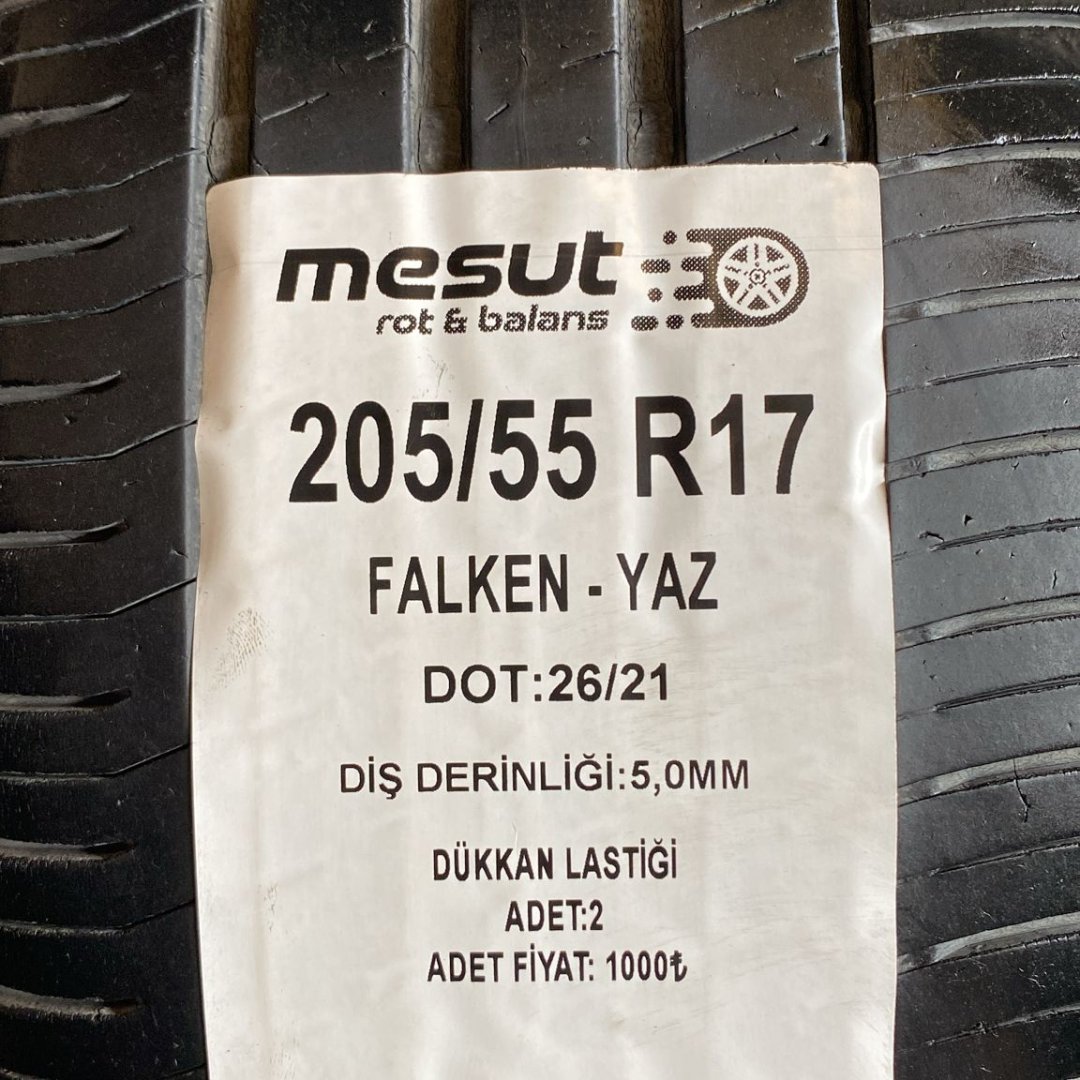 mesut
rot & balans
205/55 R17
FALKEN - YAZ
DOT:26/21
DİŞ DERİNLİĞİ:5,0MM
DÜKKAN LASTİĞİ
ADET:2
ADET FİYAT: 1000₺